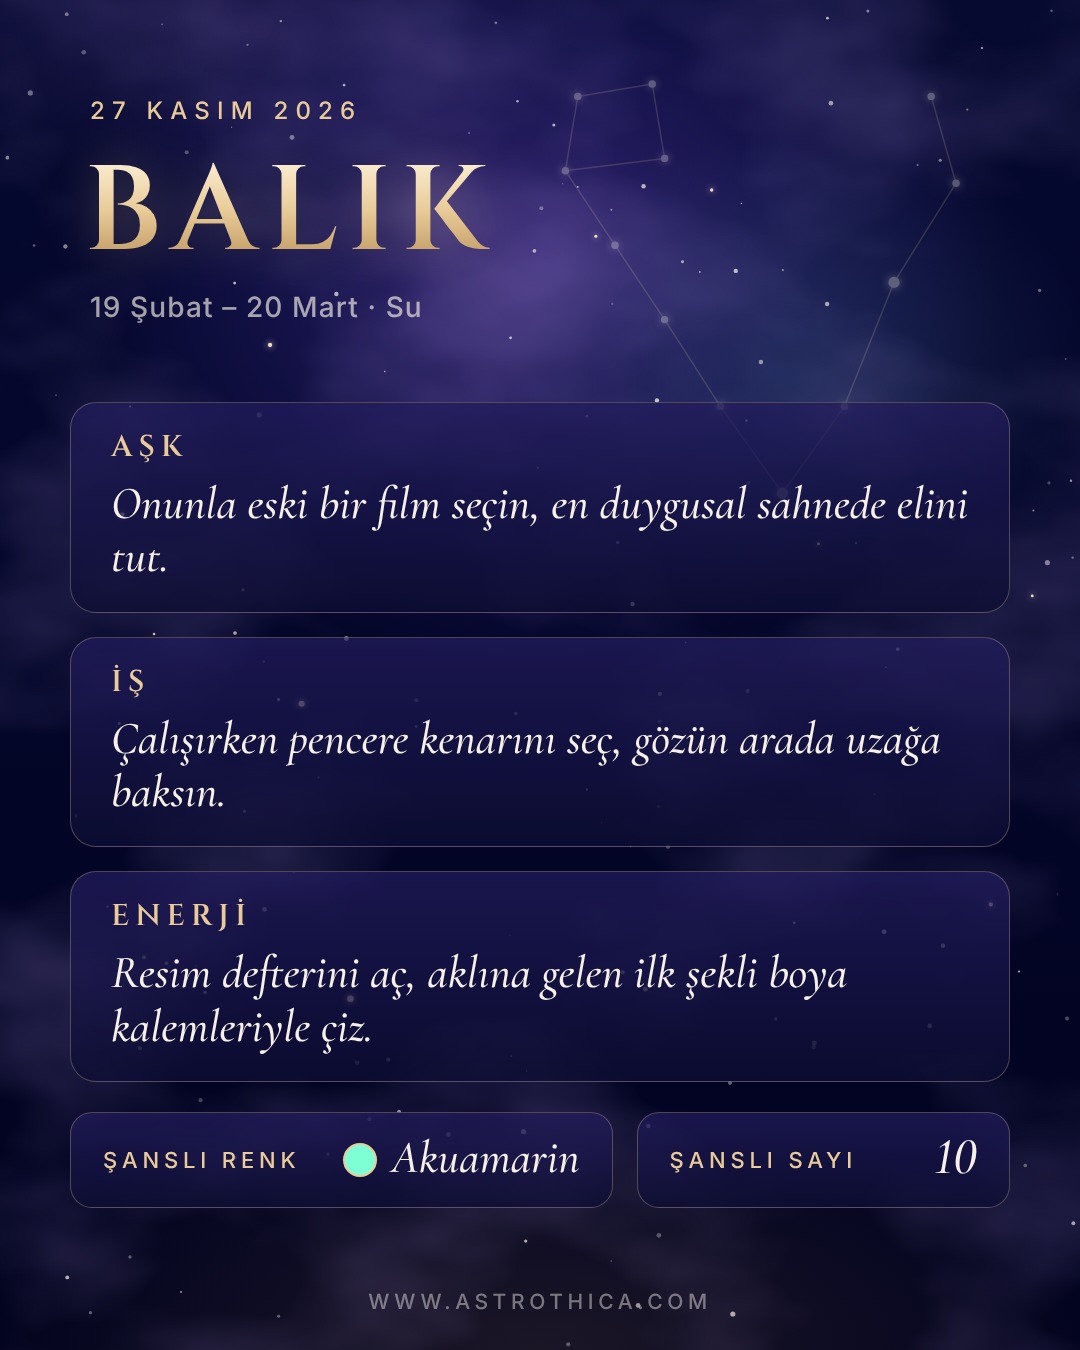 27 KASIM 2026
BALIK
19 Şubat – 20 Mart · Su
AŞK
Onunla eski bir film seçin, en duygusal sahnede elini
tut.
İŞ
Çalışırken pencere kenarını seç, gözün arada uzağa
baksın.
ENERJİ
Resim defterini aç, aklına gelen ilk şekli boya
kalemleriyle çiz.
ŞANSLI RENK Akuamarin
ŞANSLI SAYI 10
WWW.ASTROTHICA.COM